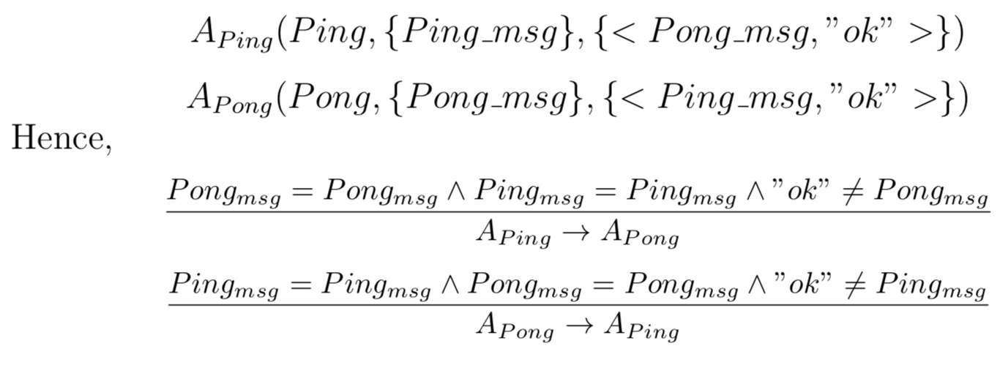 A_{Ping}(Ping, {Ping_msg}, {< Pong_msg, ”ok” >})
A_{Pong}(Pong, {Pong_msg}, {< Ping_msg, ”ok” >})
Hence,
Pong_{msg} = Pong_{msg} ∧ Ping_{msg} = Ping_{msg} ∧ ”ok” ≠ Pong_{msg}
A_{Ping} → A_{Pong}
Ping_{msg} = Ping_{msg} ∧ Pong_{msg} = Pong_{msg} ∧ ”ok” ≠ Ping_{msg}
A_{Pong} → A_{Ping}